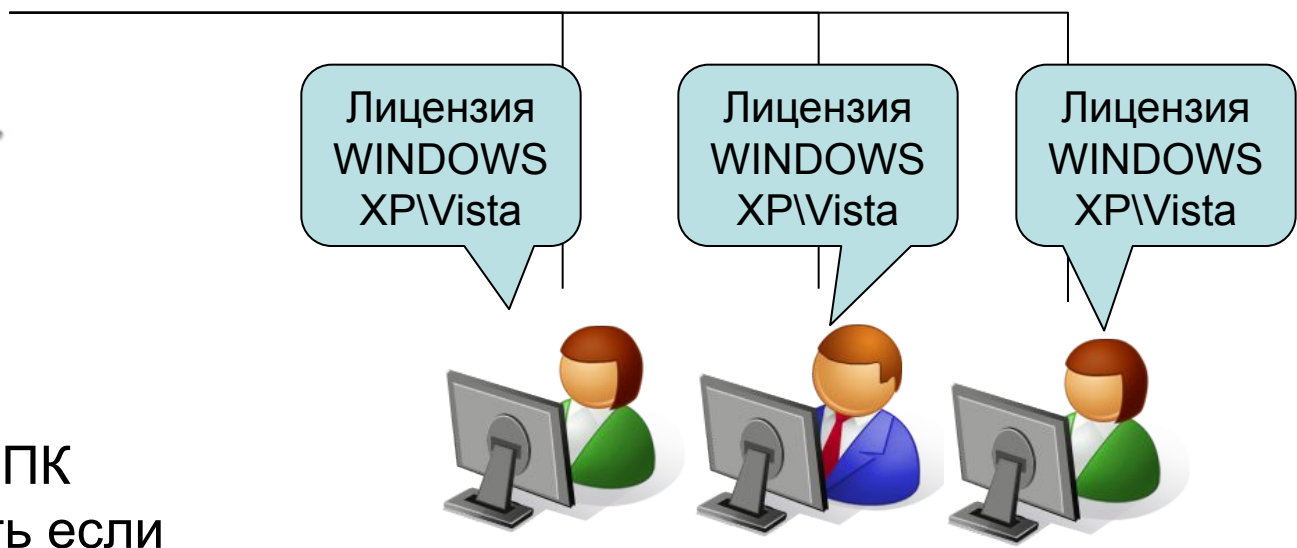 Лицензия
WINDOWS
XP\Vista
Лицензия
WINDOWS
XP\Vista
Лицензия
WINDOWS
XP\Vista
ПК
ть если